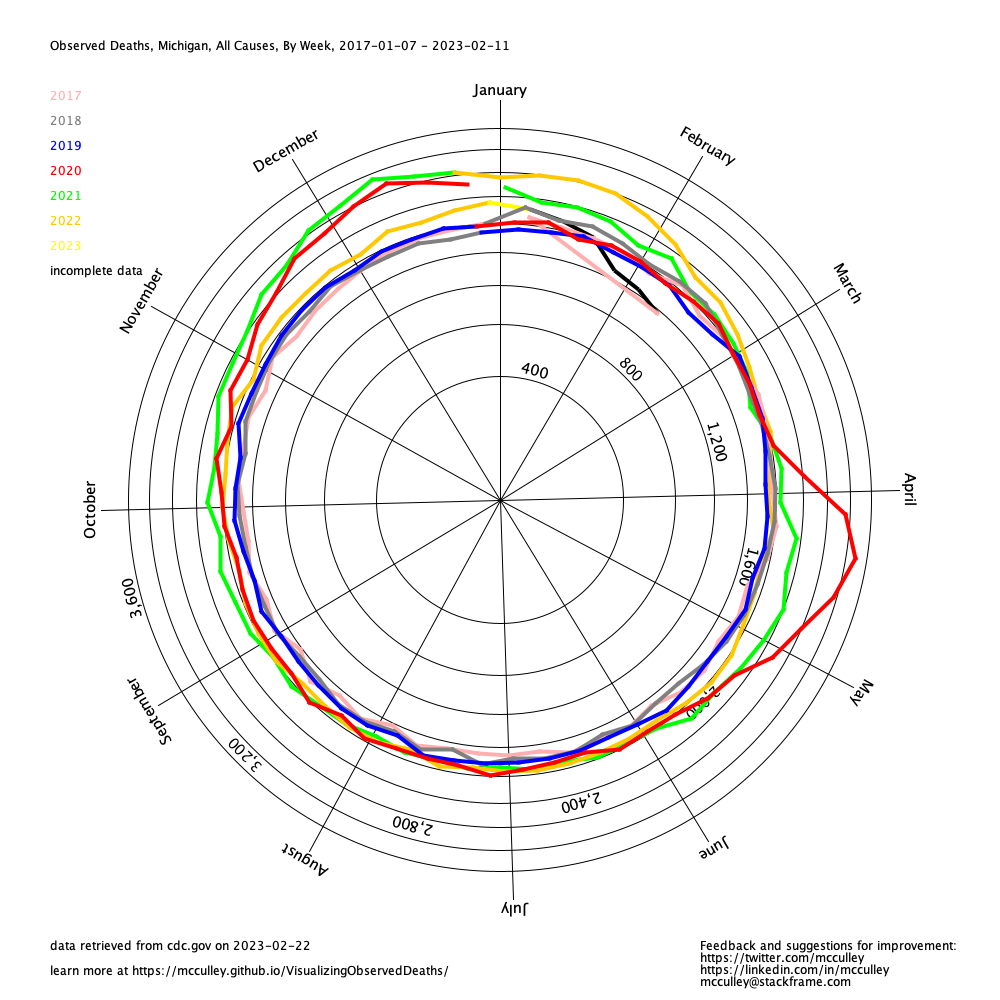 Observed Deaths, Michigan, All Causes, By Week, 2017-01-07 - 2023-02-11
January
2017
2018
2019
2020
2021
2022
2023
incomplete data
December
February
November
March
400
800
1,200
October
April
1,600
3,600
September
May
3,200
2,400
2,800
August
June
July
data retrieved from cdc.gov on 2023-02-22
learn more at https://mcculley.github.io/VisualizingObservedDeaths/
Feedback and suggestions for improvement:
https://twitter.com/mcculley
https://linkedin.com/in/mcculley
mcculley@stackframe.com